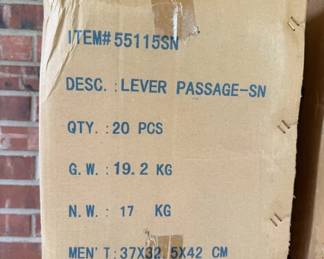 ITEM# 55115SN
DESC. : LEVER PASSAGE-SN
QTY. : 20 PCS
G. W. : 19.2 KG
N. W. : 17 KG
MEN'T: 37X32.5X42 CM